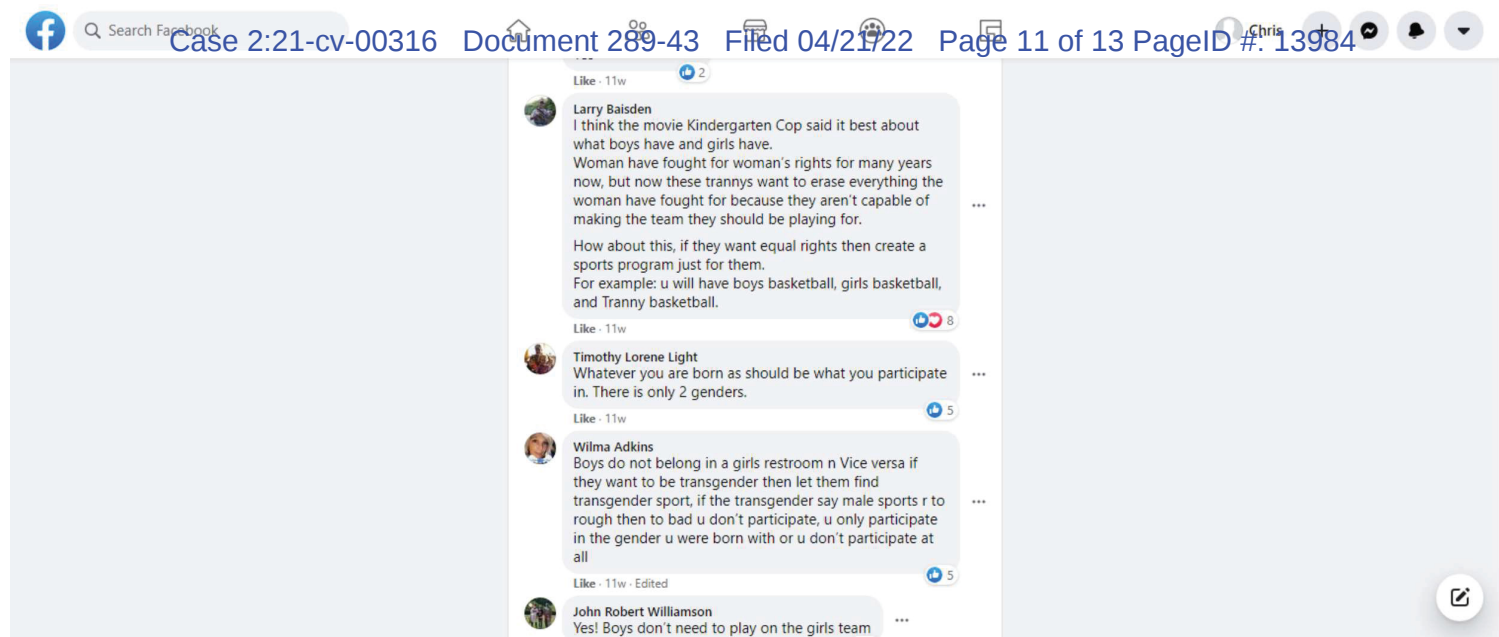 Search Facebook
Case 2:21-cv-00316 Document 289-43 Filed 04/21/22 Page 11 of 13 PageID #: 13984
Chris
Yes
2
Like · 11w
Larry Baisden
I think the movie Kindergarten Cop said it best about
what boys have and girls have.
Woman have fought for woman's rights for many years
now, but now these trannys want to erase everything the
woman have fought for because they aren't capable of
making the team they should be playing for.
How about this, if they want equal rights then create a
sports program just for them.
For example: u will have boys basketball, girls basketball,
and Tranny basketball.
8
Like · 11w
Timothy Lorene Light
Whatever you are born as should be what you participate
in. There is only 2 genders.
5
Like · 11w
Wilma Adkins
Boys do not belong in a girls restroom n Vice versa if
they want to be transgender then let them find
transgender sport, if the transgender say male sports r to
rough then to bad u don't participate, u only participate
in the gender u were born with or u don't participate at
all
5
Like · 11w · Edited
John Robert Williamson
Yes! Boys don't need to play on the girls team